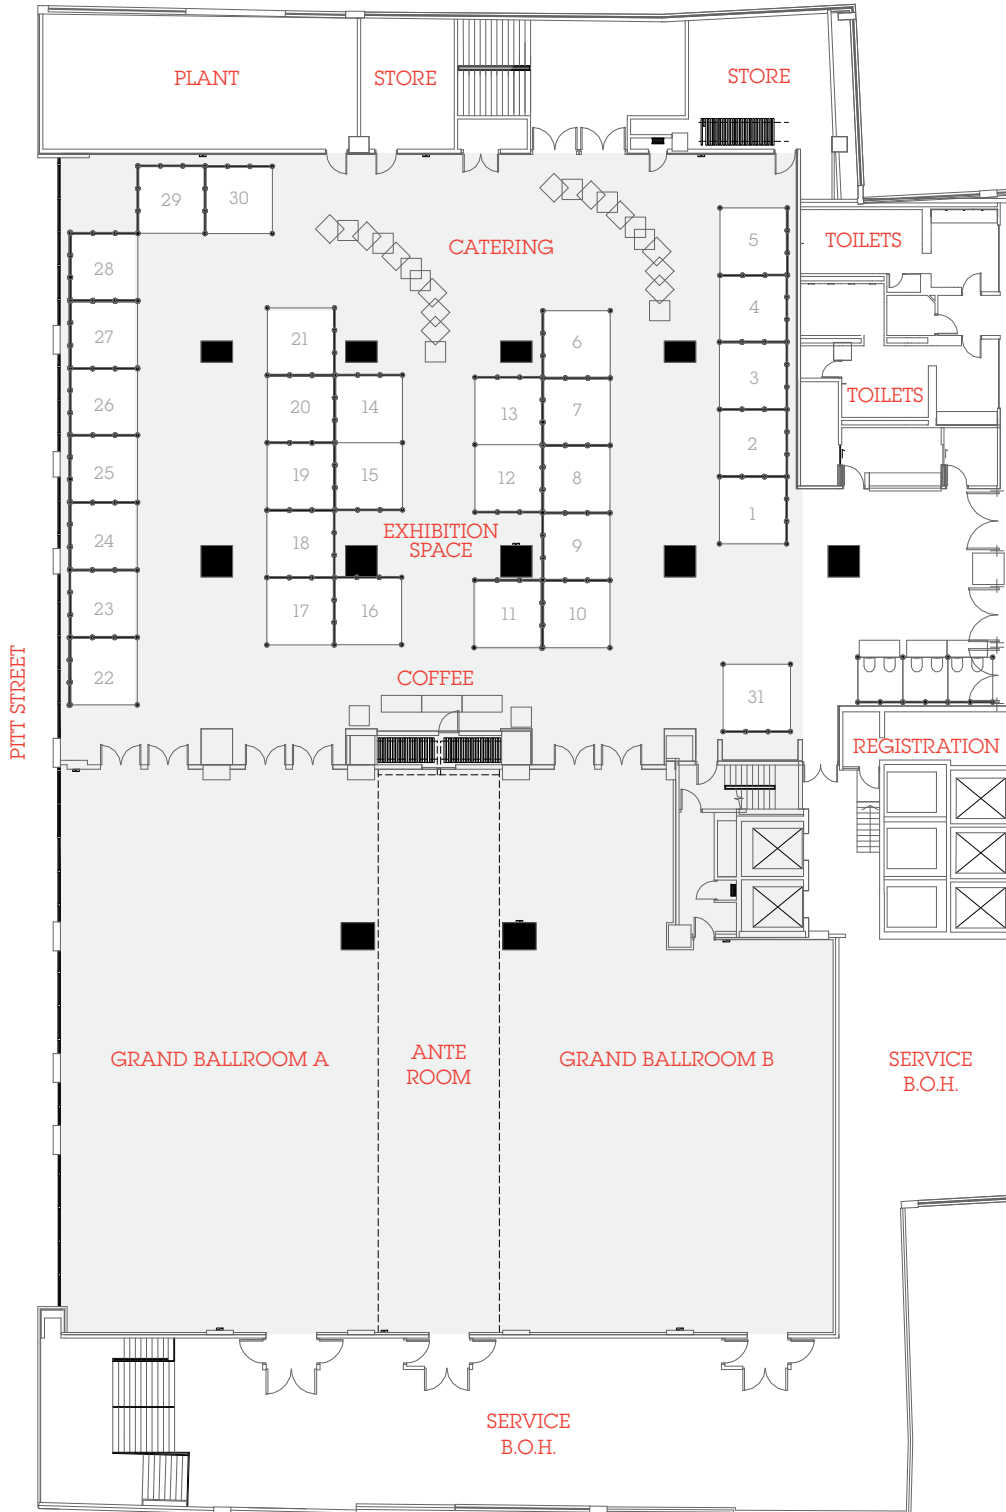 PLANT
STORE
STORE
29
30
5
TOILETS
CATERING
28
4
27
21
6
3
TOILETS
26
20
14
13
7
2
25
19
15
12
8
1
24
18
EXHIBITION
SPACE
9
23
17
16
11
10
22
COFFEE
31
PITT STREET
REGISTRATION
GRAND BALLROOM A
ANTE
ROOM
GRAND BALLROOM B
SERVICE
B.O.H.
SERVICE
B.O.H.